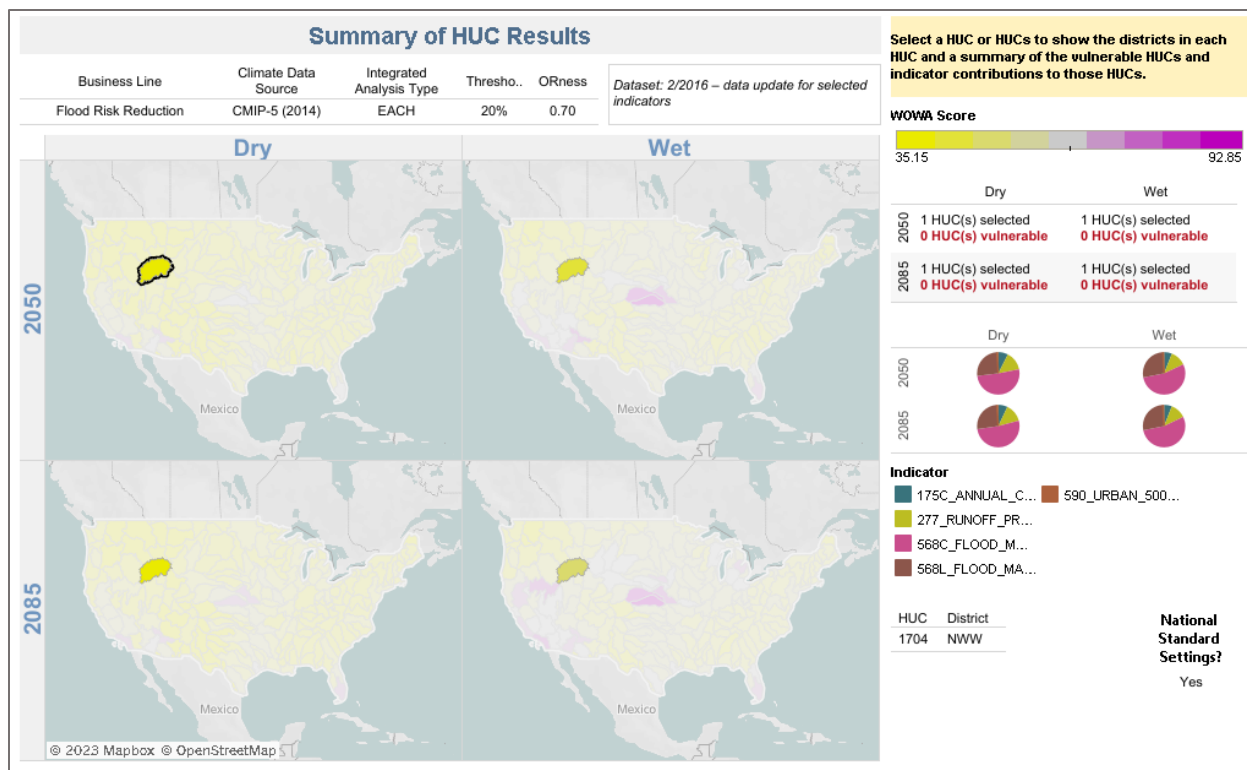 Summary of HUC Results
Business Line
Climate Data
Source
Integrated
Analysis Type
Thresho..
ORness
Flood Risk Reduction
CMIP-5 (2014)
EACH
20%
0.70
Dataset: 2/2016 – data update for selected
indicators
Dry
Wet
2050
Mexico
Mexico
2085
Mexico
Mexico
© 2023 Mapbox © OpenStreetMap
Select a HUC or HUCs to show the districts in each
HUC and a summary of the vulnerable HUCs and
indicator contributions to those HUCs.
WOWA Score
35.15
92.85
Dry
Wet
2050
1 HUC(s) selected
0 HUC(s) vulnerable
1 HUC(s) selected
0 HUC(s) vulnerable
2085
1 HUC(s) selected
0 HUC(s) vulnerable
1 HUC(s) selected
0 HUC(s) vulnerable
Dry
Wet
2050
2085
Indicator
175C_ANNUAL_C...
590_URBAN_500...
277_RUNOFF_PR...
568C_FLOOD_M...
568L_FLOOD_MA...
HUC
District
1704
NWW
National
Standard
Settings?
Yes